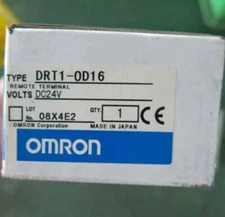 TYPE DRT1-OD16
REMOTE TERMINAL
VOLTS DC24V
LOT No. 08X4E2 QTY. 1 CE
OMRON Corporation MADE IN JAPAN
OMRON